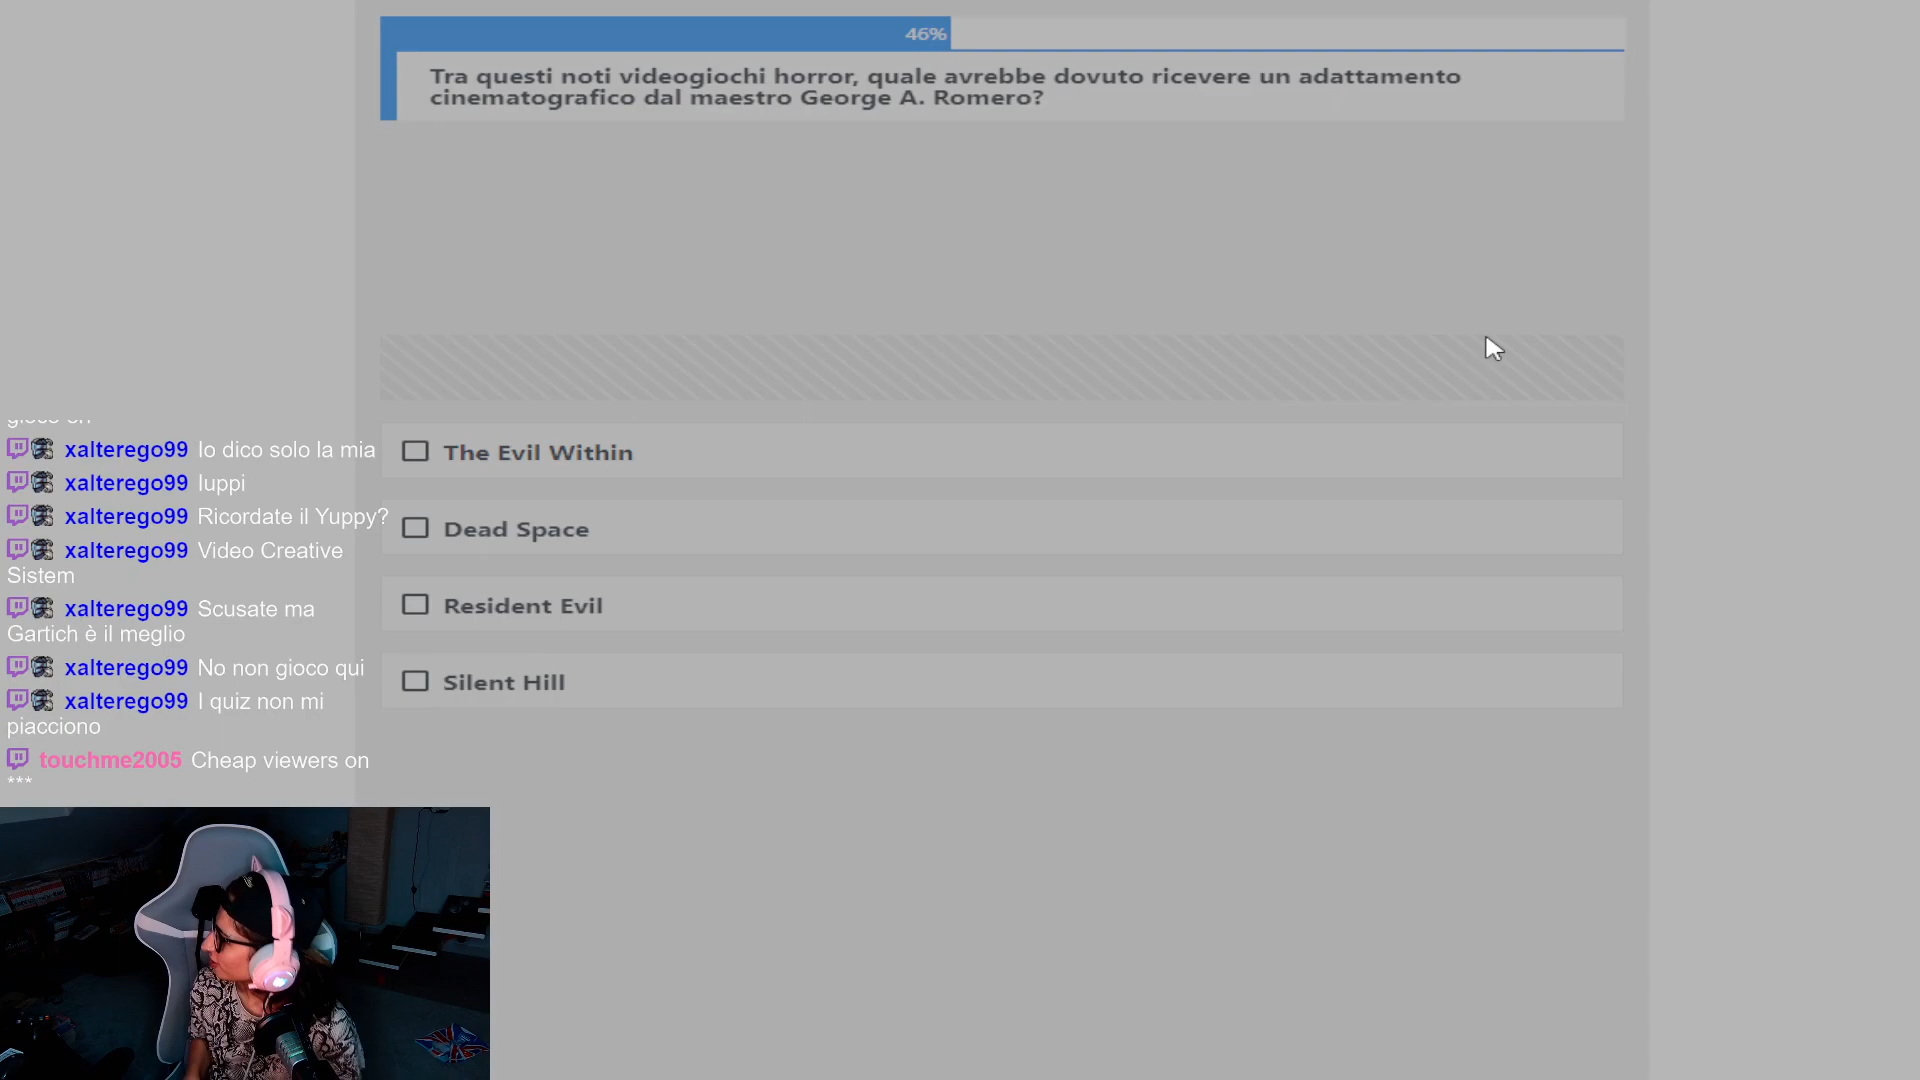 46%
Tra questi noti videogiochi horror, quale avrebbe dovuto ricevere un adattamento
cinematografico dal maestro George A. Romero?
The Evil Within
Dead Space
Resident Evil
Silent Hill
xalterego99 Io dico solo la mia
xalterego99 Iuppi
xalterego99 Ricordate il Yuppy?
xalterego99 Video Creative
Sistem
xalterego99 Scusate ma
Gartich è il meglio
xalterego99 No non gioco qui
xalterego99 I quiz non mi
piacciono
touchme2005 Cheap viewers on
***